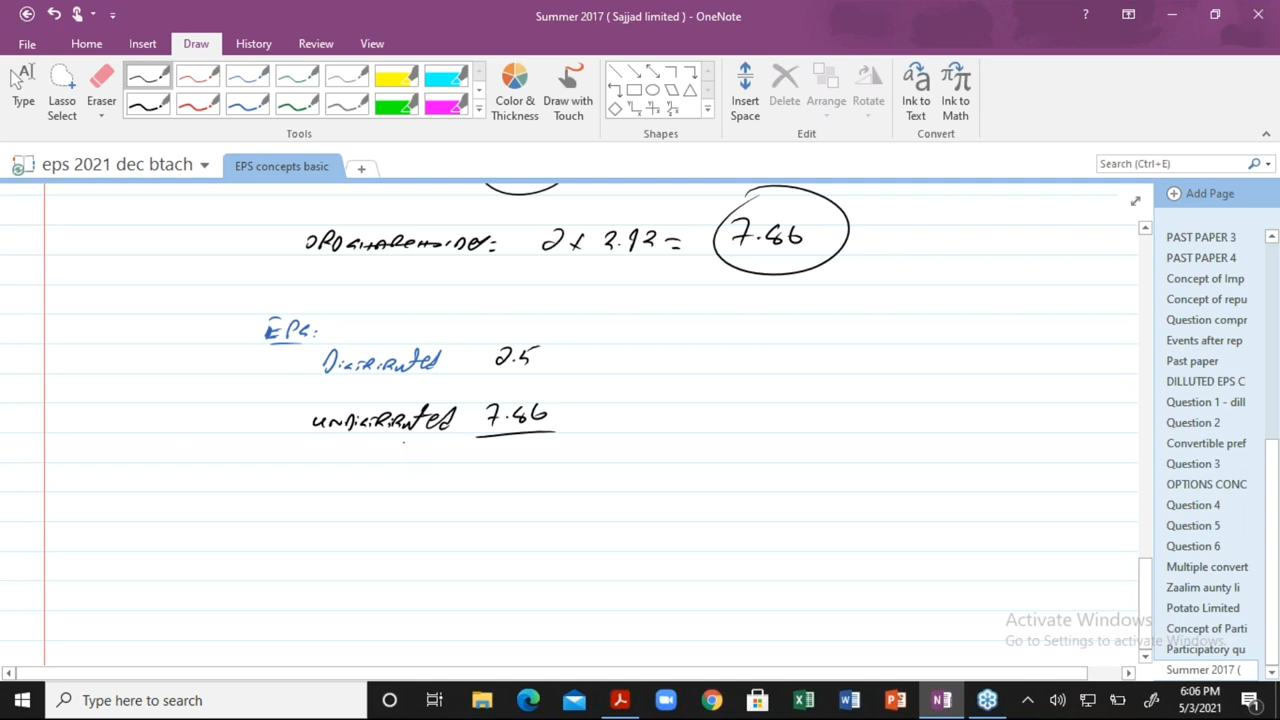 Summer 2017 ( Sajjad limited ) - OneNote
?
File Home Insert Draw History Review View
Type
Lasso Select
Eraser
Color & Thickness
Draw with Touch
Insert Space
Delete
Arrange
Rotate
Ink to Text
Ink to Math
Tools
Shapes
Edit
Convert
eps 2021 dec btach
EPS concepts basic
Search (Ctrl+E)
Add Page
2 x 3.93 = 7.86
EPS:
Distributed 2.5
undistributed 7.86
PAST PAPER 3
PAST PAPER 4
Concept of Imp
Concept of repu
Question compr
Events after rep
Past paper
DILLUTED EPS C
Question 1 - dill
Question 2
Convertible pref
Question 3
OPTIONS CONC
Question 4
Question 5
Question 6
Multiple convert
Zaalim aunty li
Potato Limited
Concept of Parti
Participatory qu
Summer 2017 (
Activate Windows
Go to Settings to activate Windows.
Type here to search
6:06 PM
5/3/2021